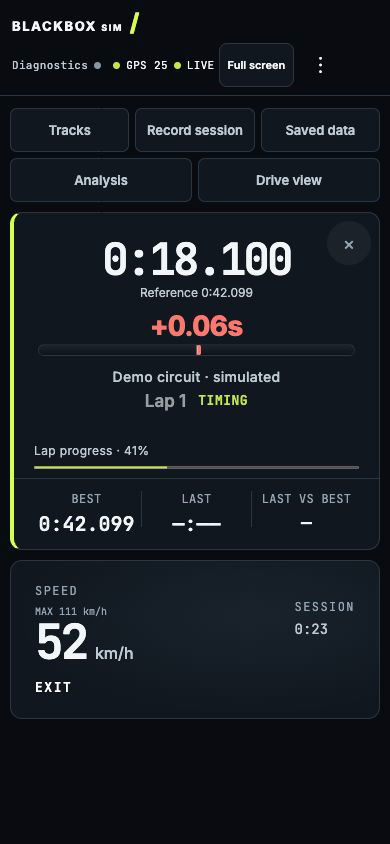 BLACKBOX SIM
Diagnostics GPS 25 LIVE Full screen
Tracks Record session Saved data
Analysis Drive view
0:18.100
Reference 0:42.099
+0.06s
Demo circuit · simulated
Lap 1 TIMING
Lap progress · 41%
BEST LAST LAST VS BEST
0:42.099 —:—— —
SPEED
MAX 111 km/h
52 km/h
EXIT
SESSION
0:23